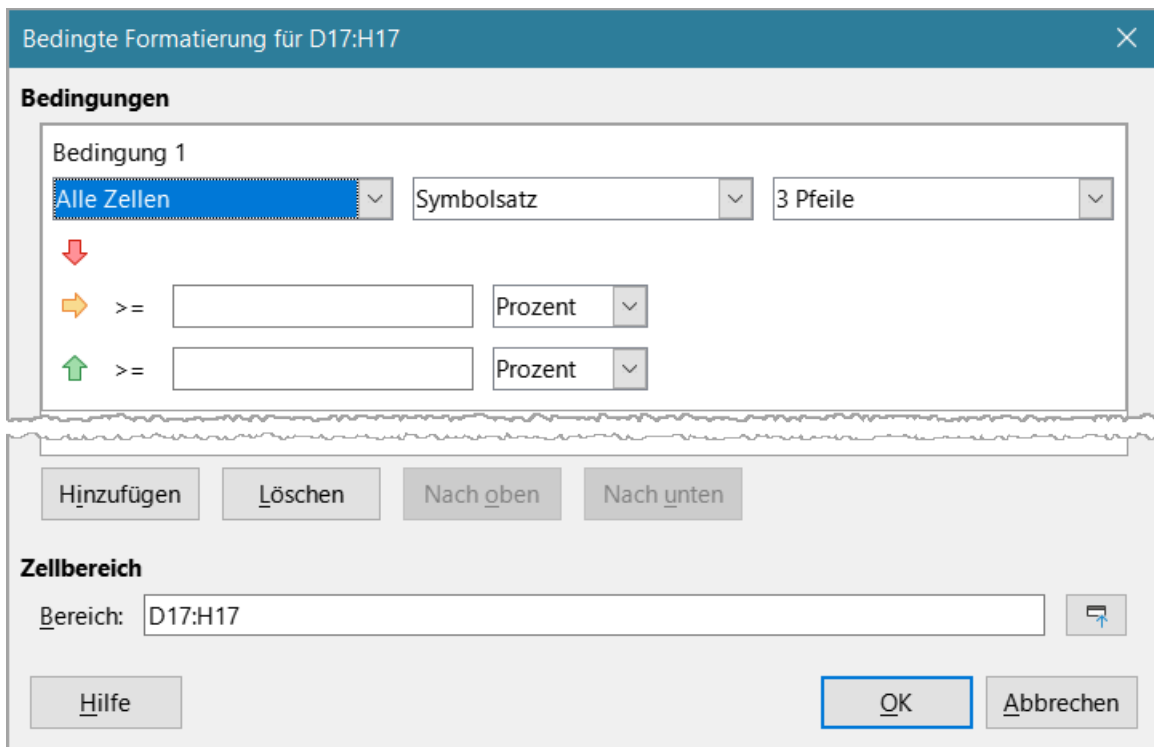 Bedingte Formatierung für D17:H17
Bedingungen
Bedingung 1
Alle Zellen Symbolsatz 3 Pfeile
>= Prozent
>= Prozent
Hinzufügen Löschen Nach oben Nach unten
Zellbereich
Bereich: D17:H17
Hilfe OK Abbrechen